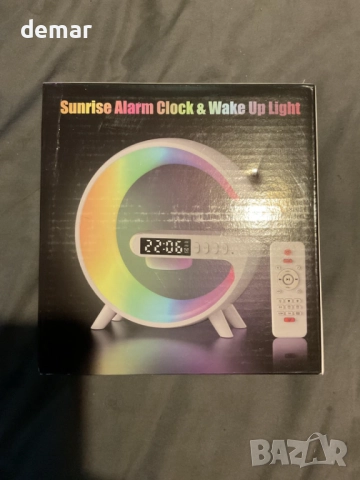 demar
Sunrise Alarm Clock & Wake Up Light
22:06
BAZAR